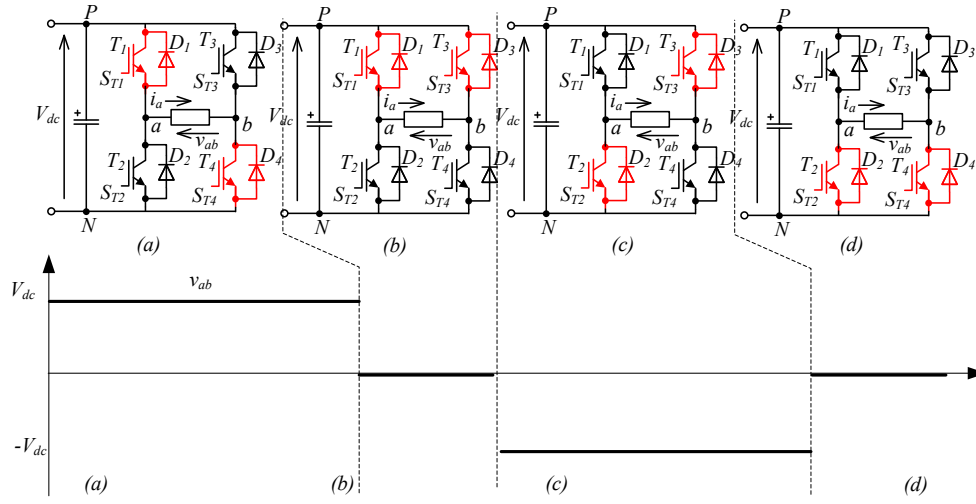 P
T1 D1 T3 D3
ST1 ST3
Vdc + ia
a b
vab
T2 D2 T4 D4
ST2 ST4
N
(a)
P
T1 D1 T3 D3
ST1 ST3
Vdc + ia
a b
vab
T2 D2 T4 D4
ST2 ST4
N
(b)
P
T1 D1 T3 D3
ST1 ST3
Vdc + ia
a b
vab
T2 D2 T4 D4
ST2 ST4
N
(c)
P
T1 D1 T3 D3
ST1 ST3
Vdc + ia
a b
vab
T2 D2 T4 D4
ST2 ST4
N
(d)
Vdc
vab
-Vdc
(a) (b) (c) (d)